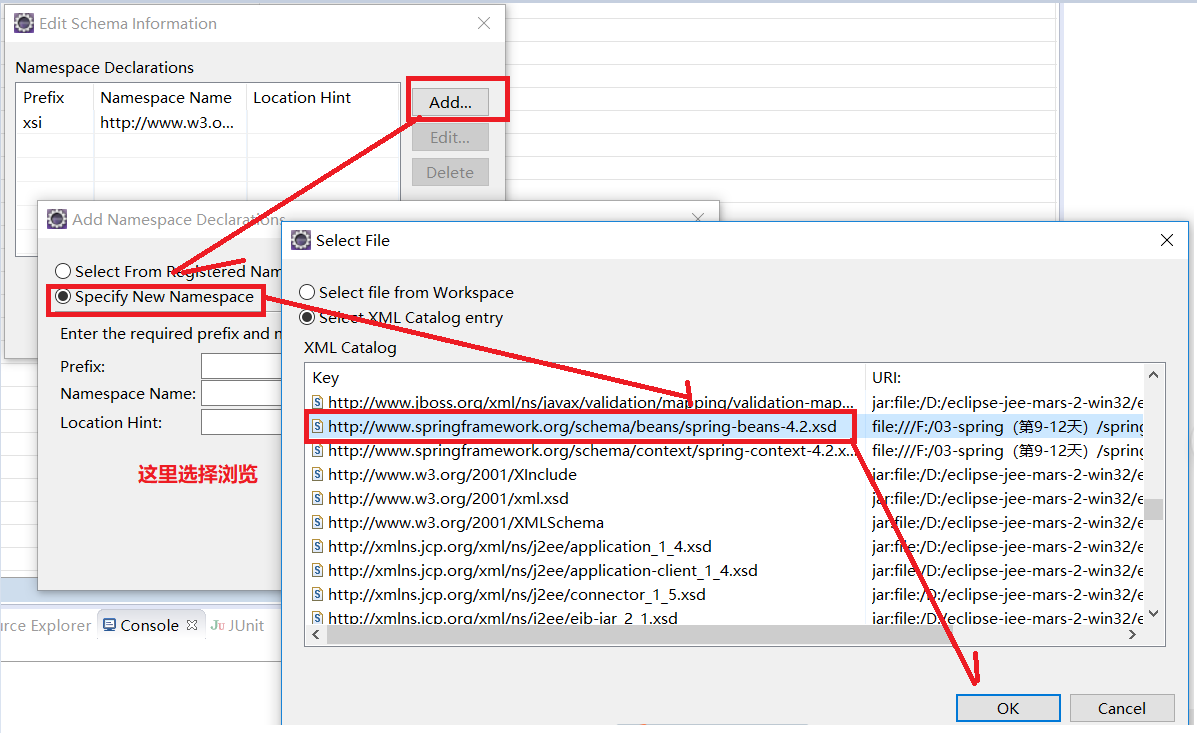 Edit Schema Information
Namespace Declarations
Prefix Namespace Name Location Hint
xsi http://www.w3.o...
Add...
Edit...
Delete
Add Namespace Declarations
Select From Registered Nam
Specify New Namespace
Enter the required prefix and n
Prefix:
Namespace Name:
Location Hint:
这里选择浏览
Select File
Select file from Workspace
Select XML Catalog entry
XML Catalog
Key URI:
http://www.jboss.org/xml/ns/javax/validation/mapping/validation-map... jar:file:/D:/eclipse-jee-mars-2-win32/e
http://www.springframework.org/schema/beans/spring-beans-4.2.xsd file:///F:/03-spring（第9-12天）/spring
http://www.springframework.org/schema/context/spring-context-4.2.x... file:///F:/03-spring（第9-12天）/spring
http://www.w3.org/2001/XInclude jar:file:/D:/eclipse-jee-mars-2-win32/e
http://www.w3.org/2001/xml.xsd jar:file:/D:/eclipse-jee-mars-2-win32/e
http://www.w3.org/2001/XMLSchema jar:file:/D:/eclipse-jee-mars-2-win32/e
http://xmlns.jcp.org/xml/ns/j2ee/application_1_4.xsd jar:file:/D:/eclipse-jee-mars-2-win32/e
http://xmlns.jcp.org/xml/ns/j2ee/application-client_1_4.xsd jar:file:/D:/eclipse-jee-mars-2-win32/e
http://xmlns.jcp.org/xml/ns/j2ee/connector_1_5.xsd jar:file:/D:/eclipse-jee-mars-2-win32/e
http://xmlns.jcp.org/xml/ns/j2ee/ejb-jar_2_1.xsd jar:file:/D:/eclipse-jee-mars-2-win32/e
OK Cancel
rce Explorer Console JUnit